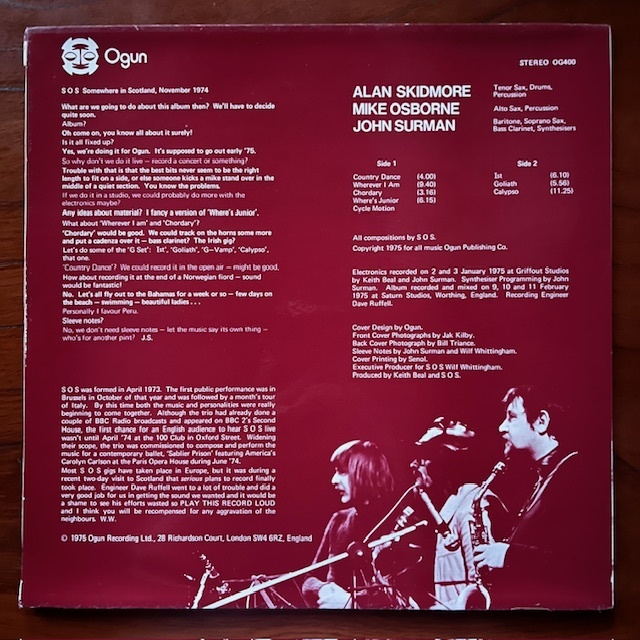 Ogun
STEREO OG400
S O S Somewhere in Scotland, November 1974
What are we going to do about this album then? We'll have to decide
quite soon.
Album?
Oh come on, you know all about it surely!
Is it all fixed up?
Yes, we're doing it for Ogun. It's supposed to go out early '75.
So why don't we do it live – record a concert or something?
Trouble with that is that the best bits never seem to be the right
length to fit on a side, or else someone kicks a mike stand over in the
middle of a quiet section. You know the problems.
If we do it in a studio, we could probably do more with the
electronics maybe?
Any ideas about material? I fancy a version of 'Where's Junior'.
What about 'Wherever I am' and 'Chordary'?
'Chordary' would be good. We could track on the horns some more
and put a cadenza over it – bass clarinet? The Irish gig?
Let's do some of the 'G Set': Ist', 'Goliath', 'G–Vamp', 'Calypso',
that one.
'Country Dance'? We could record it in the open air – might be good.
How about recording it at the end of a Norwegian fiord – sound
would be fantastic!
No. Let's all fly out to the Bahamas for a week or so – few days on
the beach – swimming – beautiful ladies . . .
Personally I favour Peru.
Sleeve notes?
No, we don't need sleeve notes – let the music say its own thing –
who's for another pint? J.S.
S O S was formed in April 1973. The first public performance was in
Brussels in October of that year and was followed by a month's tour
of Italy. By this time both the music and personalities were really
beginning to come together. Although the trio had already done a
couple of BBC Radio broadcasts and appeared on BBC 2's Second
House, the first chance for an English audience to hear S O S live
wasn't until April '74 at the 100 Club in Oxford Street. Widening
their scope, the trio was commissioned to compose and perform the
music for a contemporary ballet, 'Sablier Prison' featuring America's
Carolyn Carlson at the Paris Opera House during June '74.
Most S O S gigs have taken place in Europe, but it was during a
recent two-day visit to Scotland that serious plans to record finally
took place. Engineer Dave Ruffell went to a lot of trouble and did a
very good job for us in getting the sound we wanted and it would be
a shame to see his efforts wasted so PLAY THIS RECORD LOUD
and I think you will be recompensed for any aggravation of the
neighbours. W.W.
© 1975 Ogun Recording Ltd., 28 Richardson Court, London SW4 6RZ, England
ALAN SKIDMORE Tenor Sax, Drums,
Percussion
MIKE OSBORNE Alto Sax, Percussion
JOHN SURMAN Baritone, Soprano Sax,
Bass Clarinet, Synthesisers
Side 1
Country Dance (4.00)
Wherever I Am (9.40)
Chordary (3.16)
Where's Junior (6.15)
Cycle Motion
Side 2
Ist (6.10)
Goliath (5.56)
Calypso (11.25)
All compositions by S O S.
Copyright 1975 for all music Ogun Publishing Co.
Electronics recorded on 2 and 3 January 1975 at Griffout Studios
by Keith Beal and John Surman. Synthesiser Programming by John
Surman. Album recorded and mixed on 9, 10 and 11 February
1975 at Saturn Studios, Worthing, England. Recording Engineer
Dave Ruffell.
Cover Design by Ogun.
Front Cover Photographs by Jak Kilby.
Back Cover Photograph by Bill Triance.
Sleeve Notes by John Surman and Wilf Whittingham.
Cover Printing by Senol.
Executive Producer for S O S Wilf Whittingham.
Produced by Keith Beal and S O S.